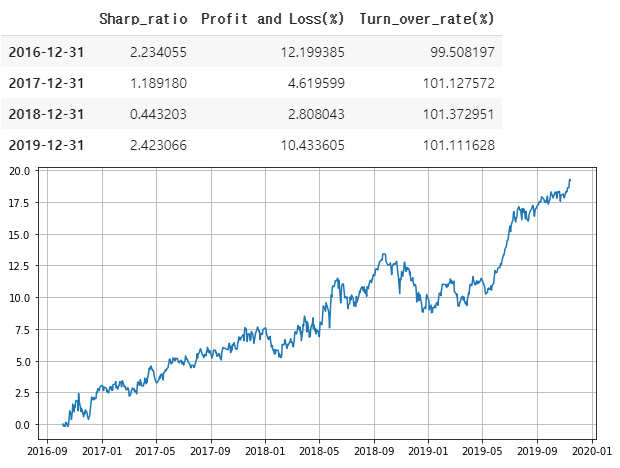 Sharp_ratio Profit and Loss(%) Turn_over_rate(%)
2016-12-31 2.234055 12.199385 99.508197
2017-12-31 1.189180 4.619599 101.127572
2018-12-31 0.443203 2.808043 101.372951
2019-12-31 2.423066 10.433605 101.111628
20.0
17.5
15.0
12.5
10.0
7.5
5.0
2.5
0.0
2016-09 2017-01 2017-05 2017-09 2018-01 2018-05 2018-09 2019-01 2019-05 2019-09 2020-01